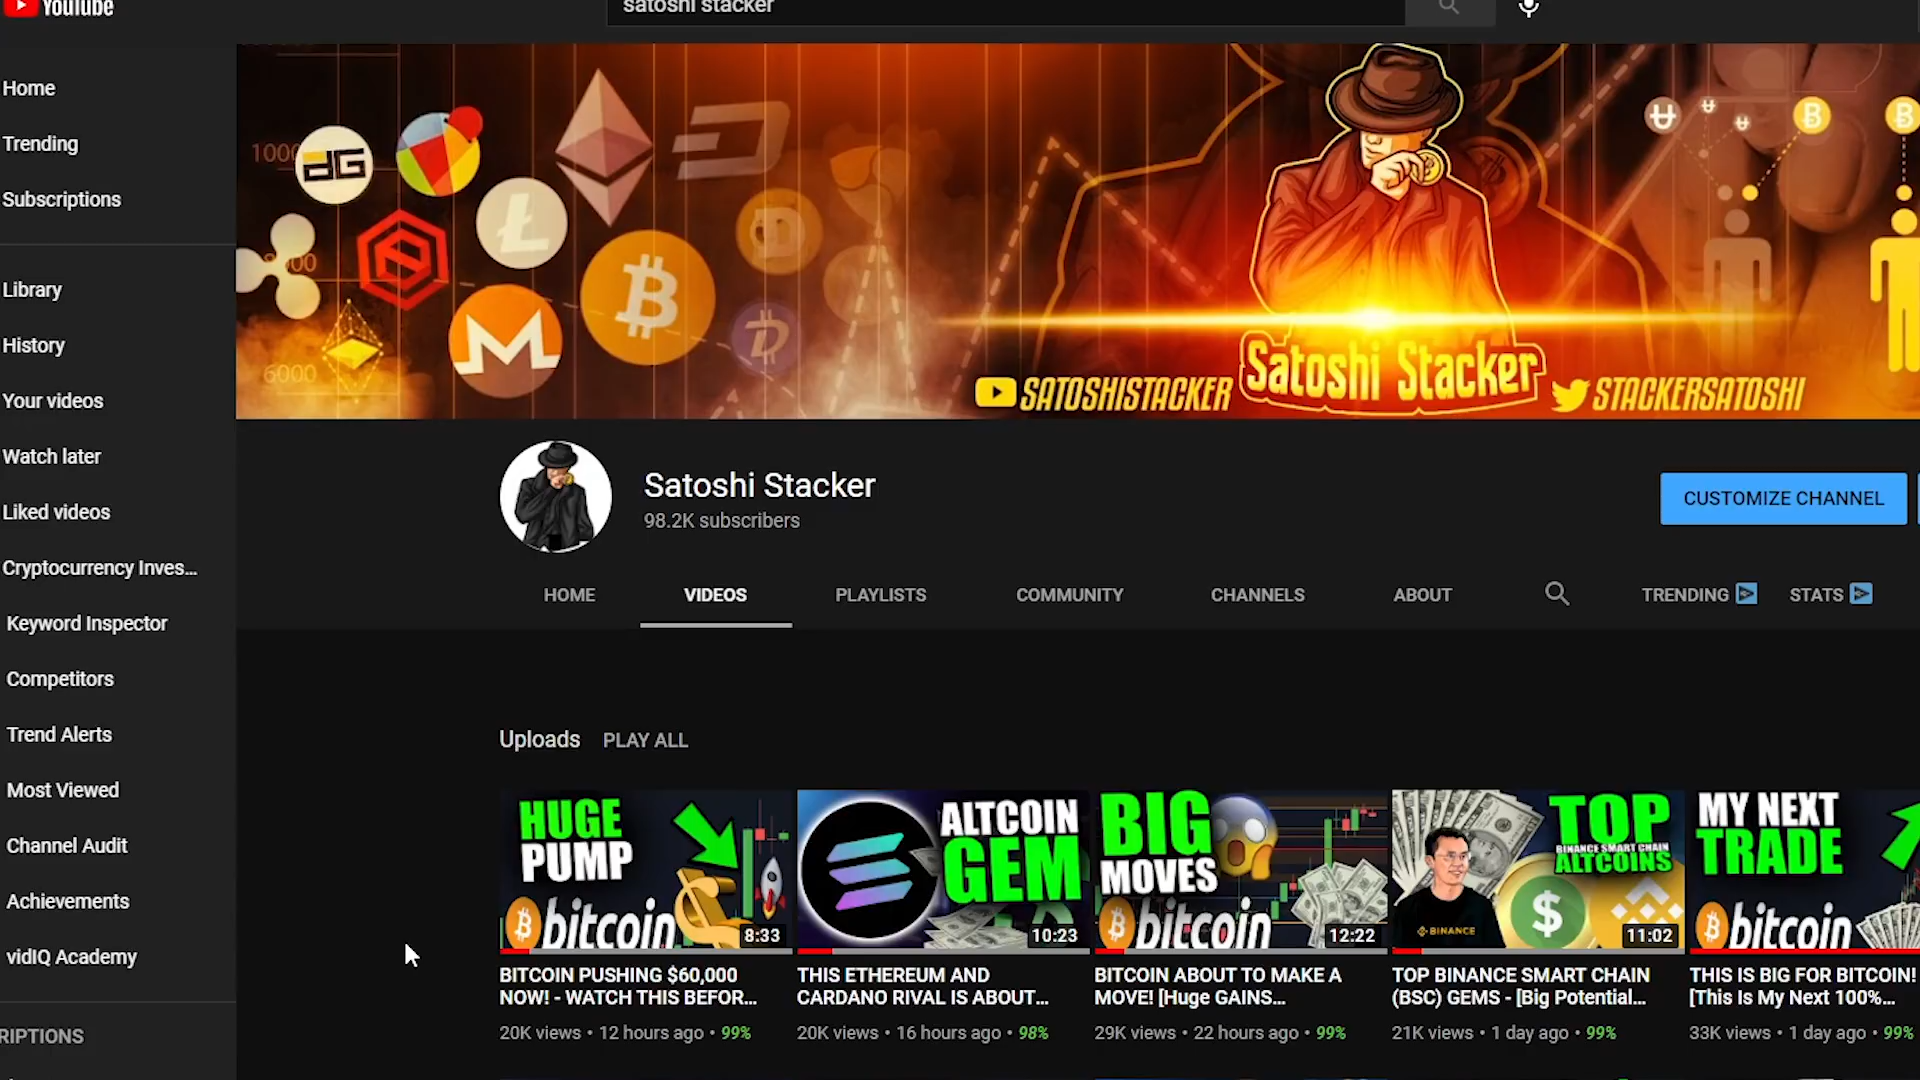 YouTube
satoshi stacker
Home
Trending
Subscriptions
Library
History
Your videos
Watch later
Liked videos
Cryptocurrency Inves...
Keyword Inspector
Competitors
Trend Alerts
Most Viewed
Channel Audit
Achievements
vidIQ Academy
RIPTIONS
1000
6000
SATOSHISTACKER
Satoshi Stacker
STACKERSATOSHI
Satoshi Stacker
98.2K subscribers
CUSTOMIZE CHANNEL
HOME
VIDEOS
PLAYLISTS
COMMUNITY
CHANNELS
ABOUT
TRENDING
STATS
Uploads PLAY ALL
HUGE
PUMP
bitcoin
8:33
BITCOIN PUSHING $60,000
NOW! - WATCH THIS BEFOR...
20K views • 12 hours ago • 99%
ALTCOIN
GEM
10:23
THIS ETHEREUM AND
CARDANO RIVAL IS ABOUT...
20K views • 16 hours ago • 98%
BIG
MOVES
bitcoin
12:22
BITCOIN ABOUT TO MAKE A
MOVE! [Huge GAINS...
29K views • 22 hours ago • 99%
TOP
BINANCE SMART CHAIN
ALTCOINS
BINANCE
11:02
TOP BINANCE SMART CHAIN
(BSC) GEMS - [Big Potential...
21K views • 1 day ago • 99%
MY NEXT
TRADE
bitcoin
THIS IS BIG FOR BITCOIN!
[This Is My Next 100%...
33K views • 1 day ago • 99%